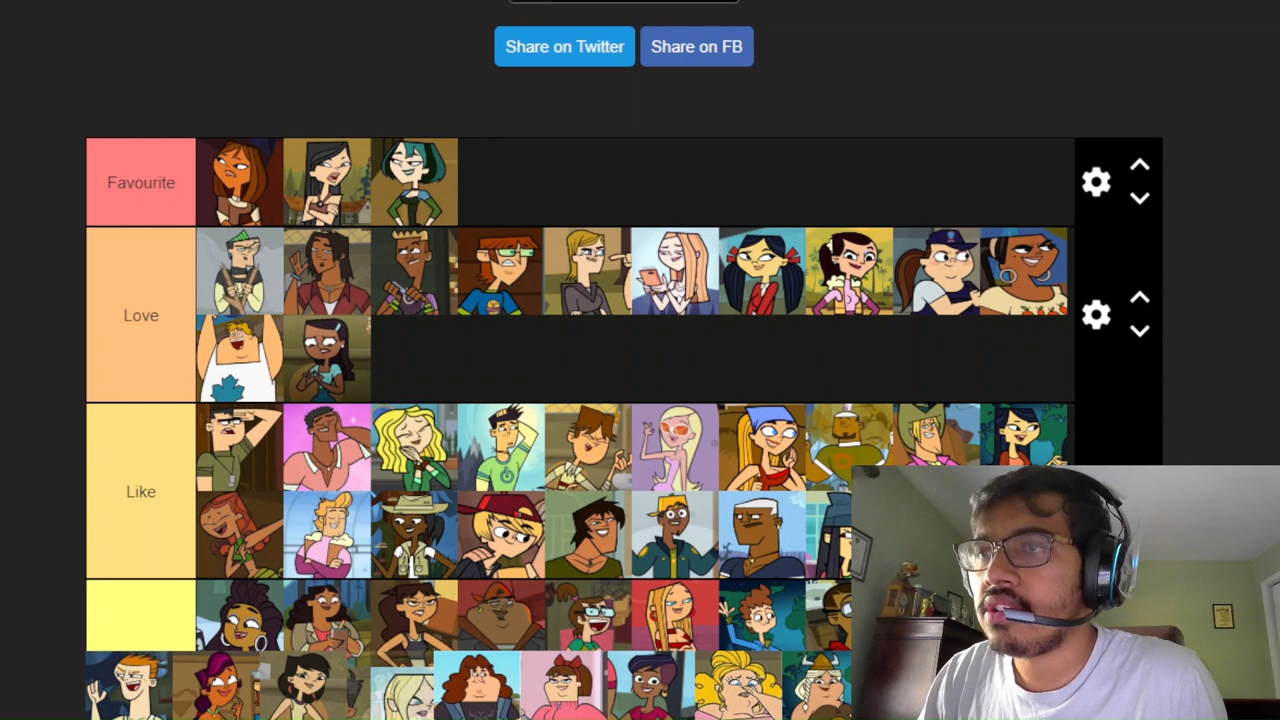 Share on Twitter
Share on FB
Favourite
Love
Like